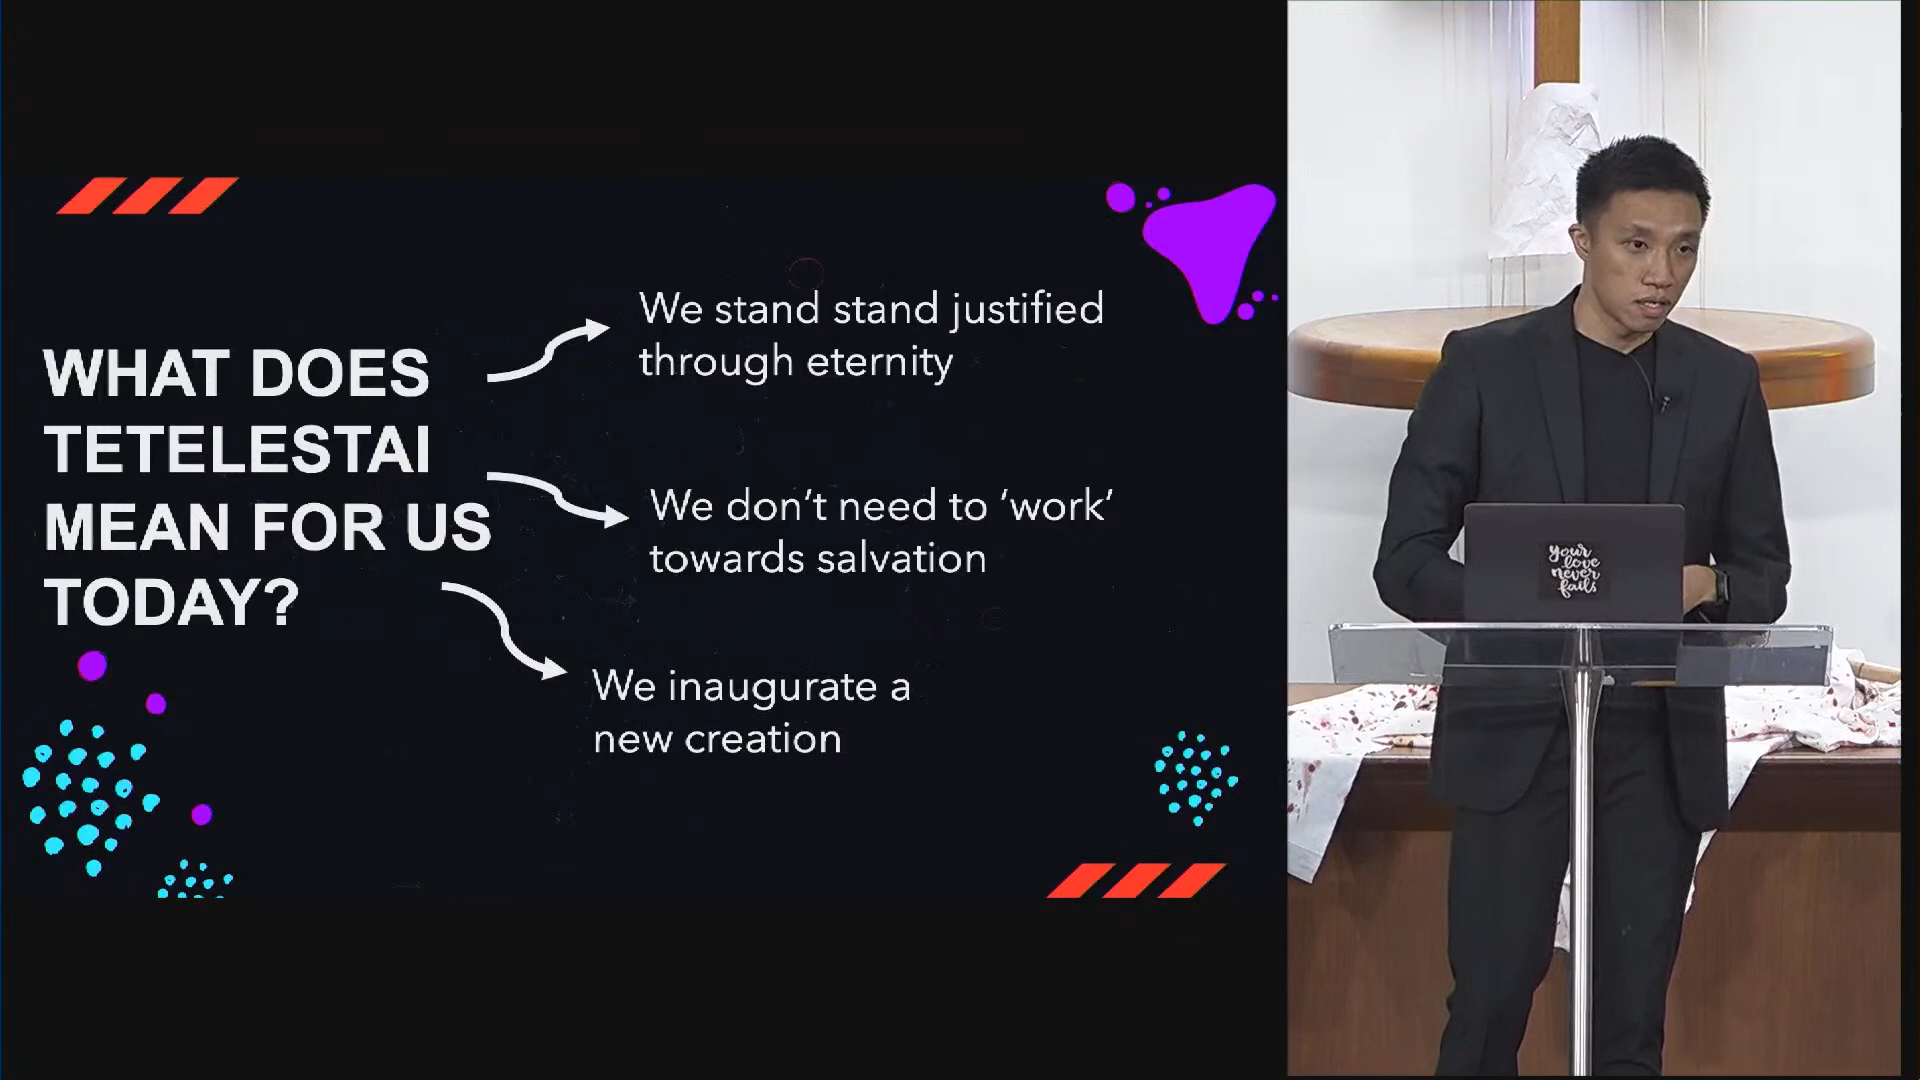 WHAT DOES
TETELESTAI
MEAN FOR US
TODAY?
We stand stand justified
through eternity
We don't need to ‘work’
towards salvation
We inaugurate a
new creation
your
love
never
fails